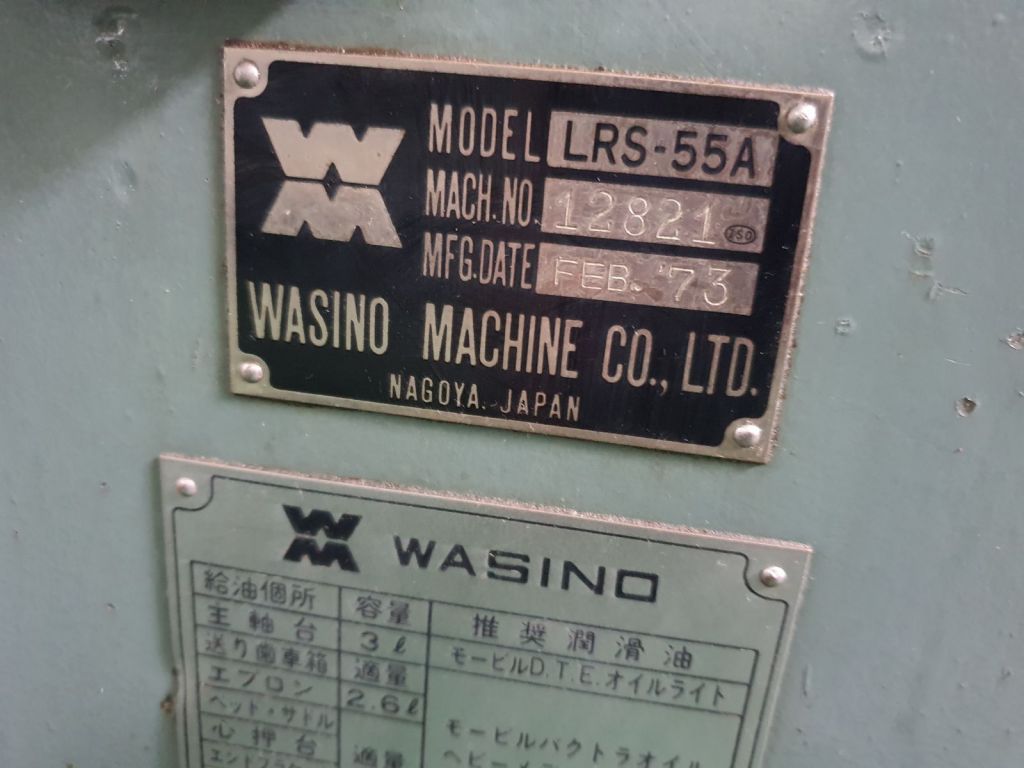 MODEL LRS-55A
MACH.NO. 12821 ISO
MFG.DATE FEB. '73
WASINO MACHINE CO., LTD.
NAGOYA. JAPAN
WASINO
給油個所 容量 推奨潤滑油
主軸台 3ℓ モービルD.T.E.オイルライト
送り歯車箱 適量
エプロン 2.6ℓ
ヘッド・サドル モービルバクトラオイル
心押台 適量